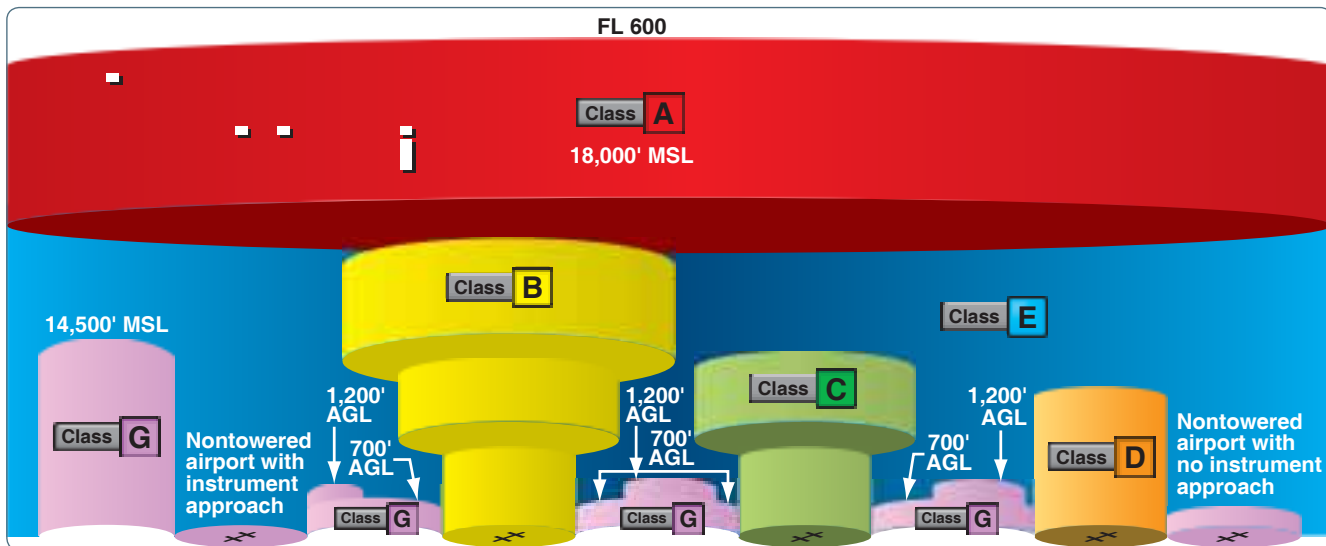 FL 600
Class A
18,000' MSL
Class B
Class E
14,500' MSL
Class C
1,200'
AGL
1,200'
AGL
1,200'
AGL
Class G
Nontowered
airport with
instrument
approach
700'
AGL
700'
AGL
700'
AGL
Class D
Nontowered
airport with
no instrument
approach
Class G
Class G
Class G